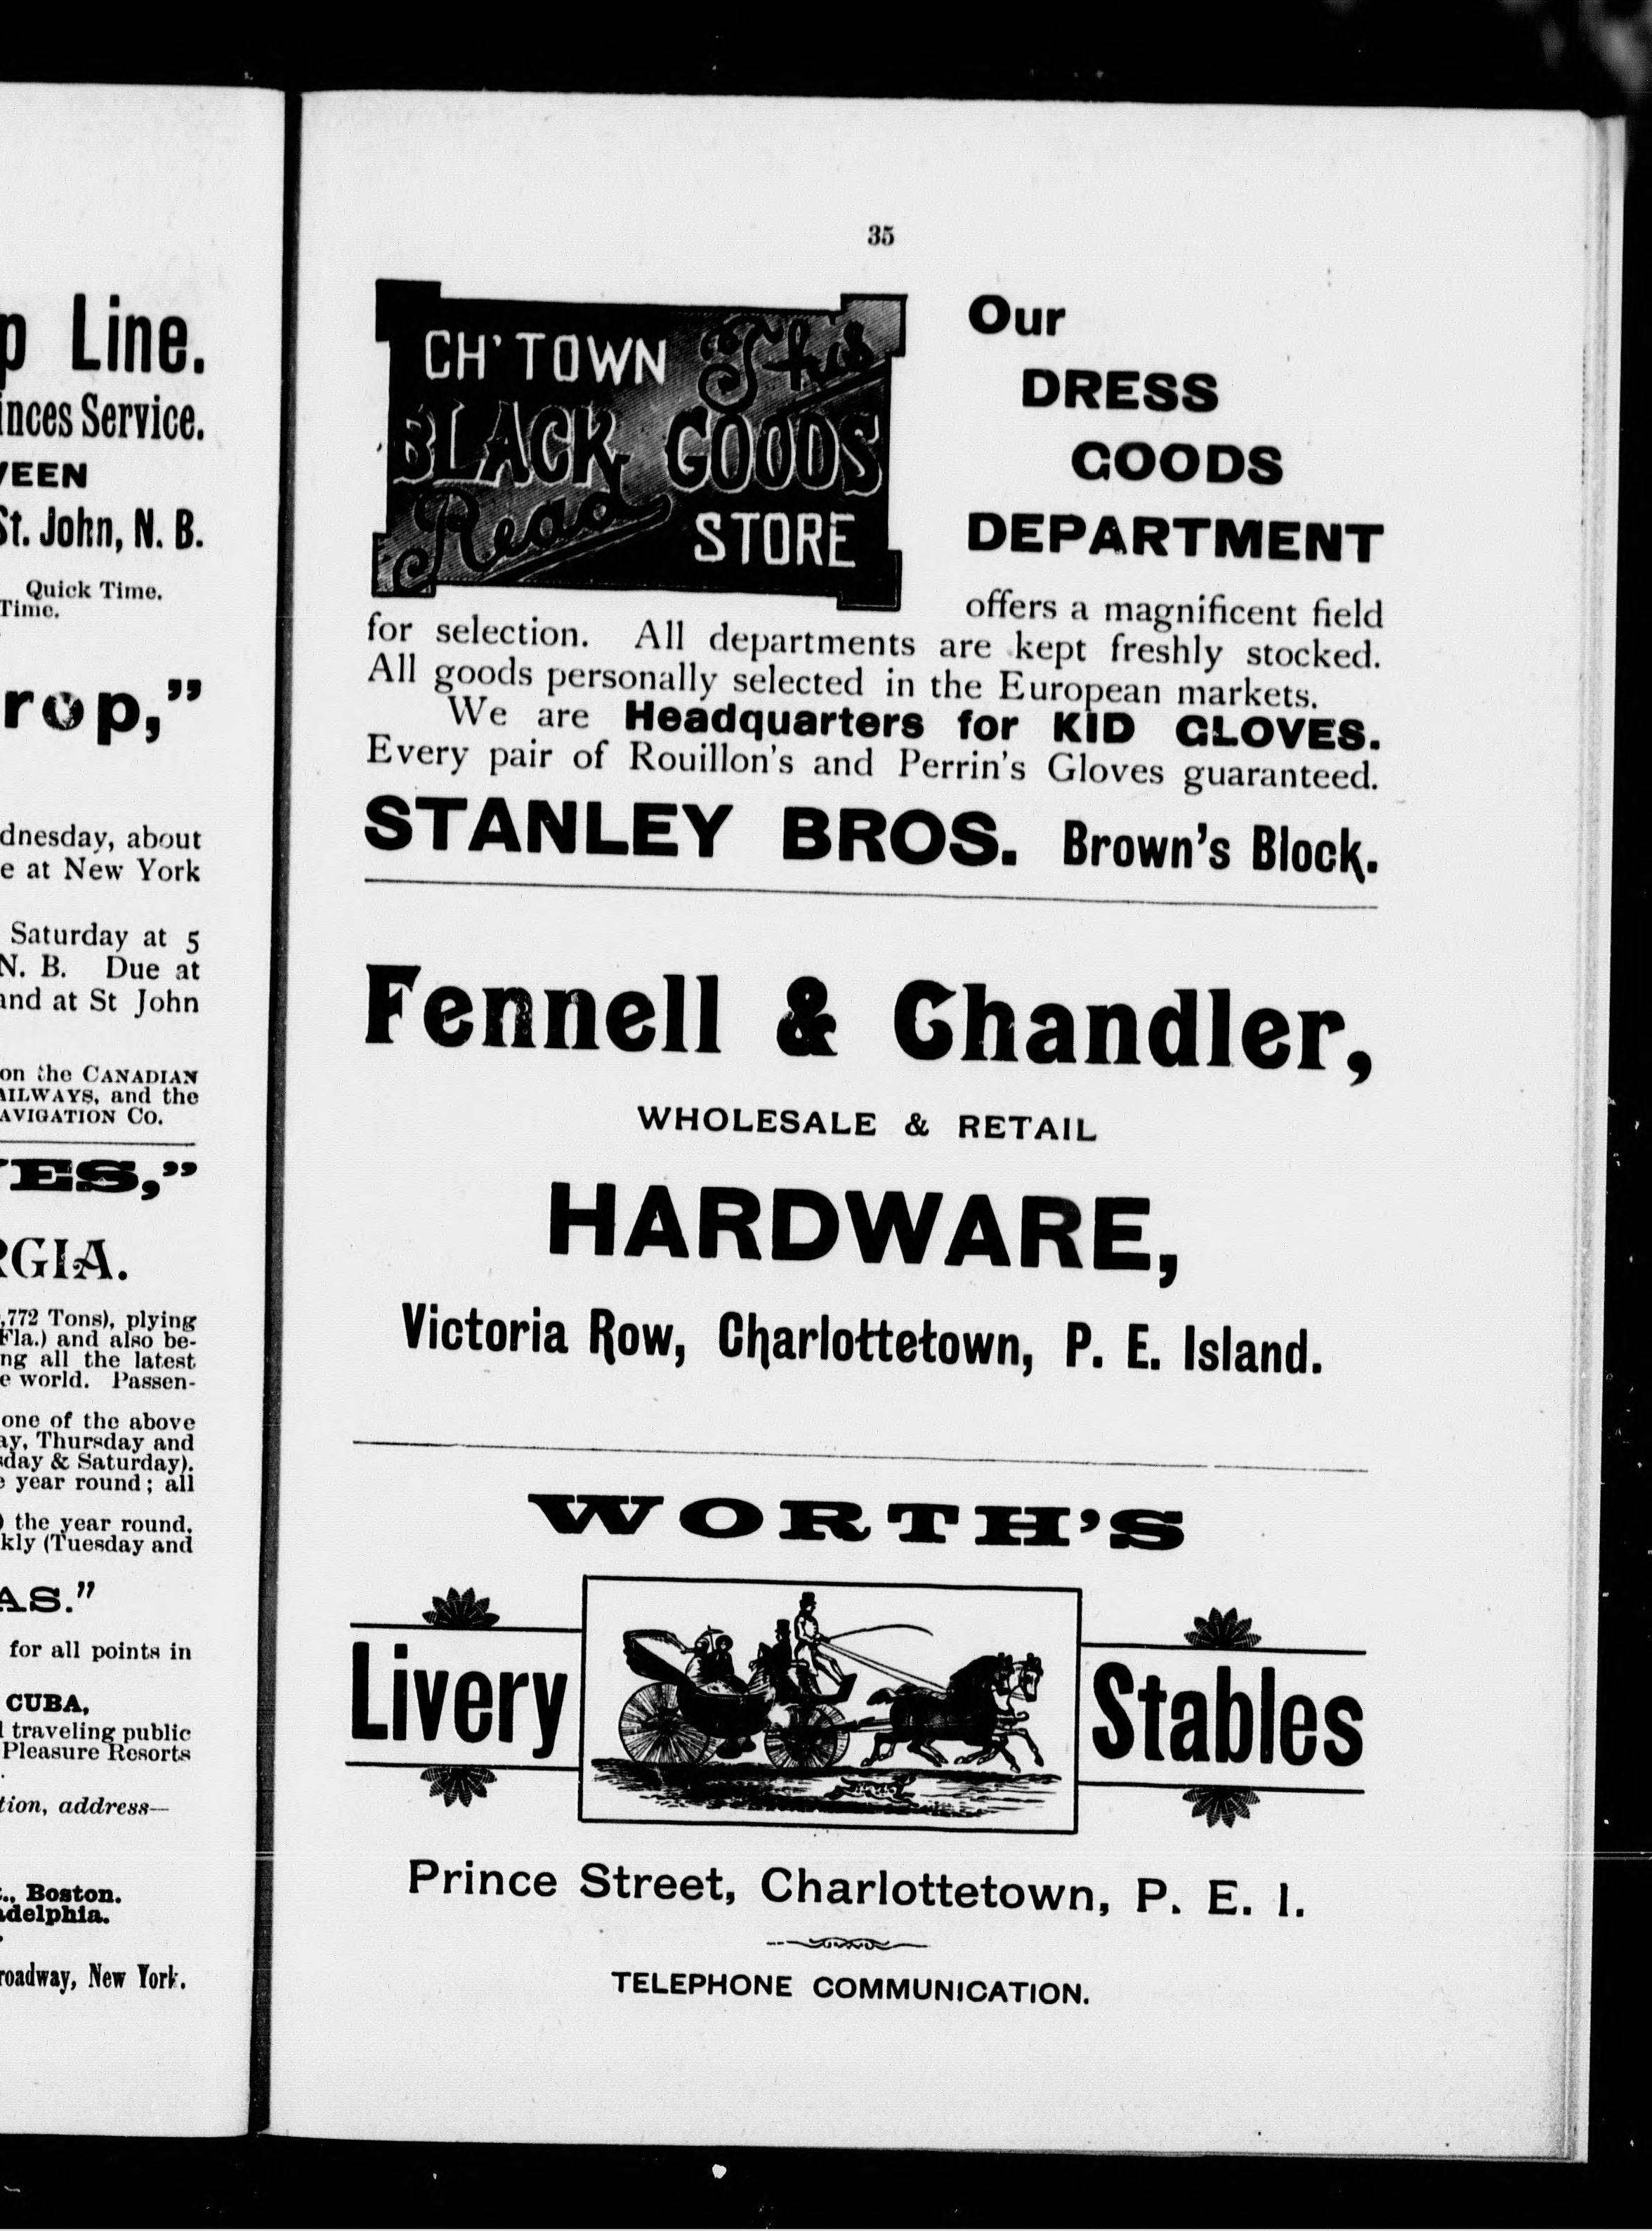 p Line.
inces Service.
VEEN
St. John, N. B.
Quick Time.
Time.
rop,"
dnesday, about
e at New York
Saturday at 5
N. B. Due at
and at St John
on the CANADIAN
AILWAYS, and the
AVIGATION CO.
ES,"
RGIA.
,772 Tons), plying
Fla.) and also be-
ng all the latest
e world. Passen-
one of the above
ay, Thursday and
sday & Saturday).
e year round; all
) the year round.
kly (Tuesday and
AS."
for all points in
CUBA,
l traveling public
Pleasure Resorts
tion, address—
t., Boston.
adelphia.
roadway, New York.
35
CH' TOWN This
BLACK GOODS
Read STORE
Our
DRESS
GOODS
DEPARTMENT
offers a magnificent field
for selection. All departments are kept freshly stocked.
All goods personally selected in the European markets.
We are Headquarters for KID GLOVES.
Every pair of Rouillon's and Perrin's Gloves guaranteed.
STANLEY BROS. Brown's Block.
Fennell & Chandler,
WHOLESALE & RETAIL
HARDWARE,
Victoria Row, Charlottetown, P. E. Island.
WORTH'S
Livery Stables
Prince Street, Charlottetown, P. E. I.
TELEPHONE COMMUNICATION.